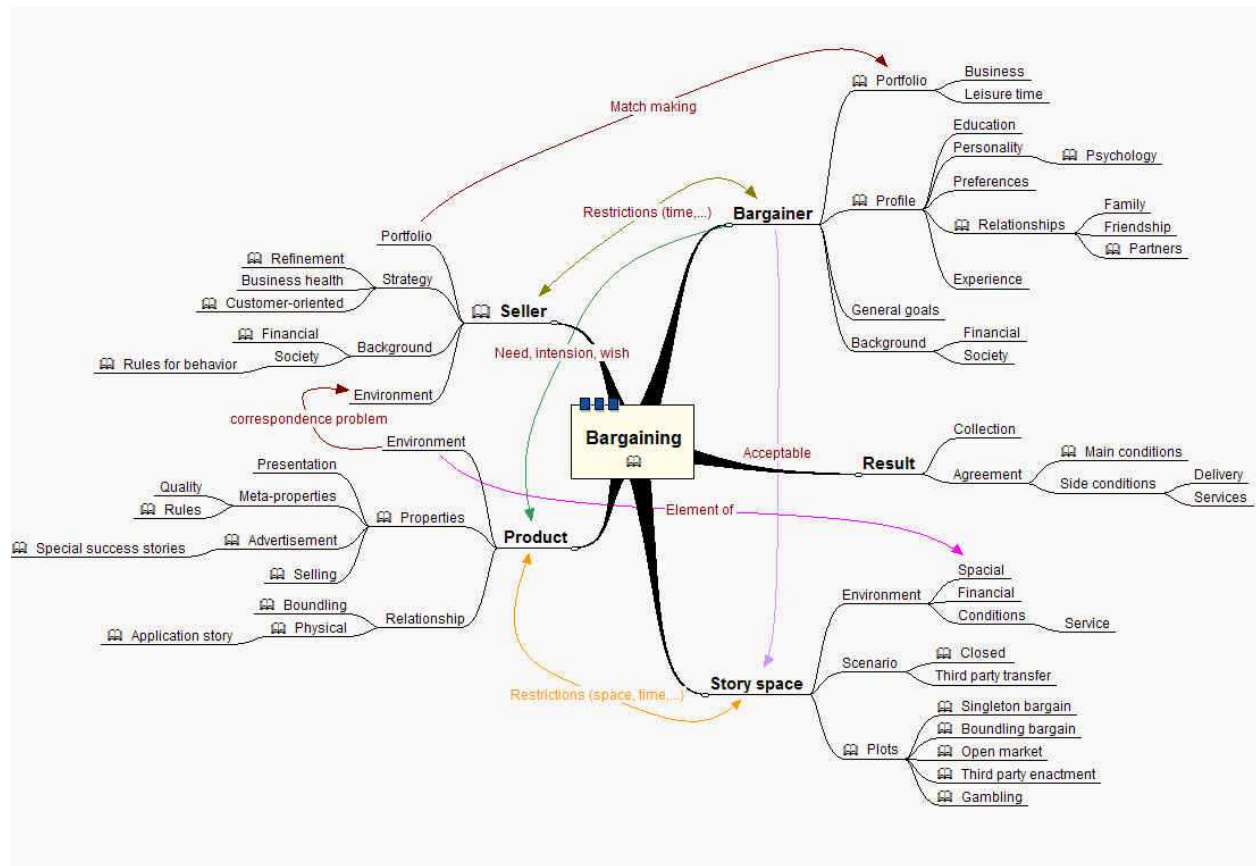 Bargaining
Match making
Restrictions (time,...)
Need, intension, wish
correspondence problem
Acceptable
Element of
Restrictions (space, time,...)
Seller
Portfolio
Strategy
Refinement
Business health
Customer-oriented
Background
Financial
Society
Rules for behavior
Environment
Product
Environment
Properties
Presentation
Meta-properties
Quality
Rules
Advertisement
Special success stories
Selling
Relationship
Boundling
Physical
Application story
Bargainer
Portfolio
Business
Leisure time
Profile
Education
Personality
Psychology
Preferences
Relationships
Family
Friendship
Partners
Experience
General goals
Background
Financial
Society
Result
Collection
Agreement
Main conditions
Side conditions
Delivery
Services
Story space
Environment
Spacial
Financial
Conditions
Service
Scenario
Closed
Third party transfer
Plots
Singleton bargain
Boundling bargain
Open market
Third party enactment
Gambling